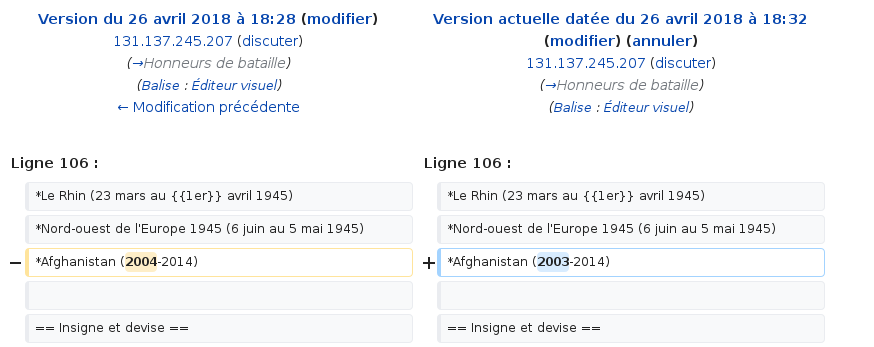 Version du 26 avril 2018 à 18:28 (modifier)
131.137.245.207 (discuter)
(→Honneurs de bataille)
(Balise : Éditeur visuel)
← Modification précédente
Version actuelle datée du 26 avril 2018 à 18:32
(modifier) (annuler)
131.137.245.207 (discuter)
(→Honneurs de bataille)
(Balise : Éditeur visuel)
Ligne 106 :
Ligne 106 :
*Le Rhin (23 mars au {{1er}} avril 1945)
*Le Rhin (23 mars au {{1er}} avril 1945)
*Nord-ouest de l'Europe 1945 (6 juin au 5 mai 1945)
*Nord-ouest de l'Europe 1945 (6 juin au 5 mai 1945)
− *Afghanistan (2004-2014)
+ *Afghanistan (2003-2014)
== Insigne et devise ==
== Insigne et devise ==